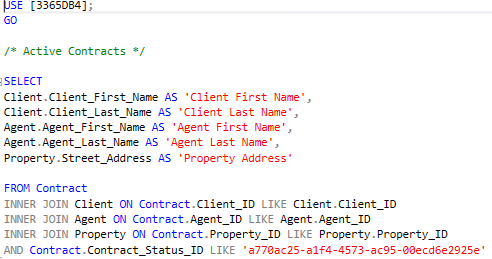 USE [3365DB4];
GO
/* Active Contracts */
SELECT
Client.Client_First_Name AS 'Client First Name',
Client.Client_Last_Name AS 'Client Last Name',
Agent.Agent_First_Name AS 'Agent First Name',
Agent.Agent_Last_Name AS 'Agent Last Name',
Property.Street_Address AS 'Property Address'
FROM Contract
INNER JOIN Client ON Contract.Client_ID LIKE Client.Client_ID
INNER JOIN Agent ON Contract.Agent_ID LIKE Agent.Agent_ID
INNER JOIN Property ON Contract.Property_ID LIKE Property.Property_ID
AND Contract.Contract_Status_ID LIKE 'a770ac25-a1f4-4573-ac95-00ecd6e2925e'